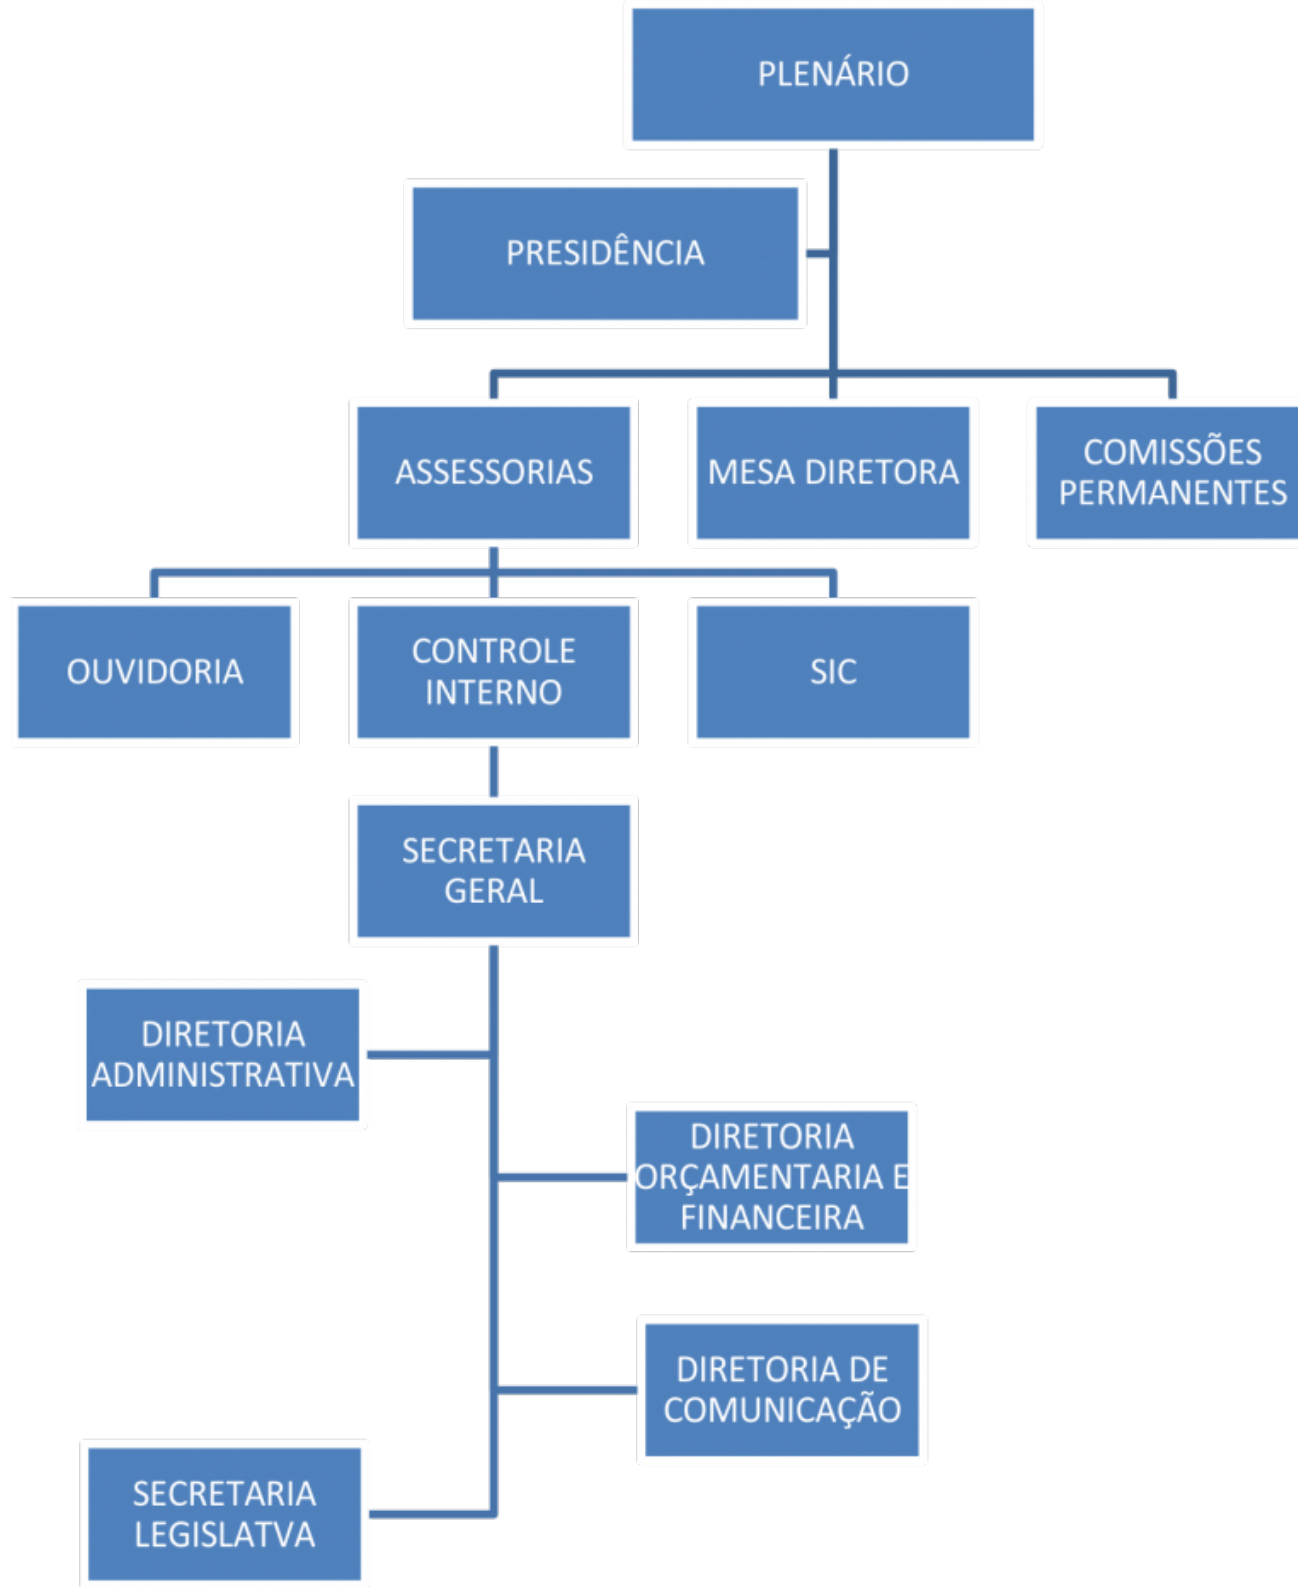 PLENÁRIO
PRESIDÊNCIA
ASSESSORIAS
MESA DIRETORA
COMISSÕES
PERMANENTES
OUVIDORIA
CONTROLE
INTERNO
SIC
SECRETARIA
GERAL
DIRETORIA
ADMINISTRATIVA
DIRETORIA
ORÇAMENTARIA E
FINANCEIRA
DIRETORIA DE
COMUNICAÇÃO
SECRETARIA
LEGISLATVA